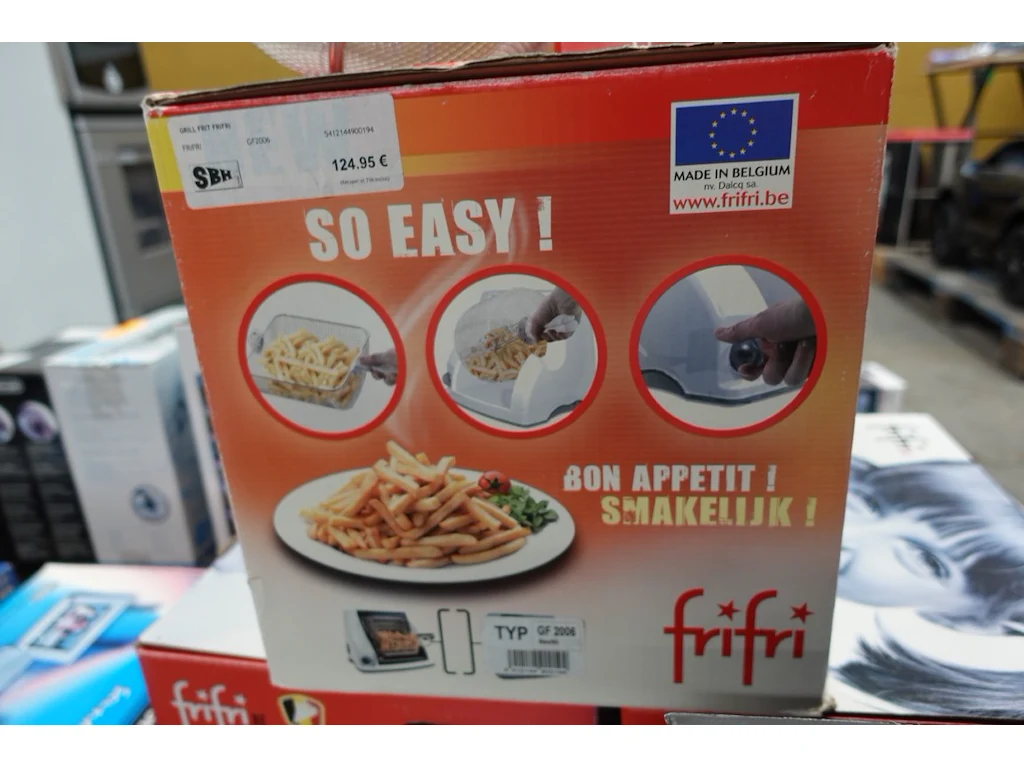 GRILL FRIT FRIFRI
FRIFRI
GF2006
5412144900194
124.95 €
SBH
MADE IN BELGIUM
nv. Dalcq sa.
www.frifri.be
SO EASY !
BON APPETIT !
SMAKELIJK !
TYP GF 2006
frifri
frifri